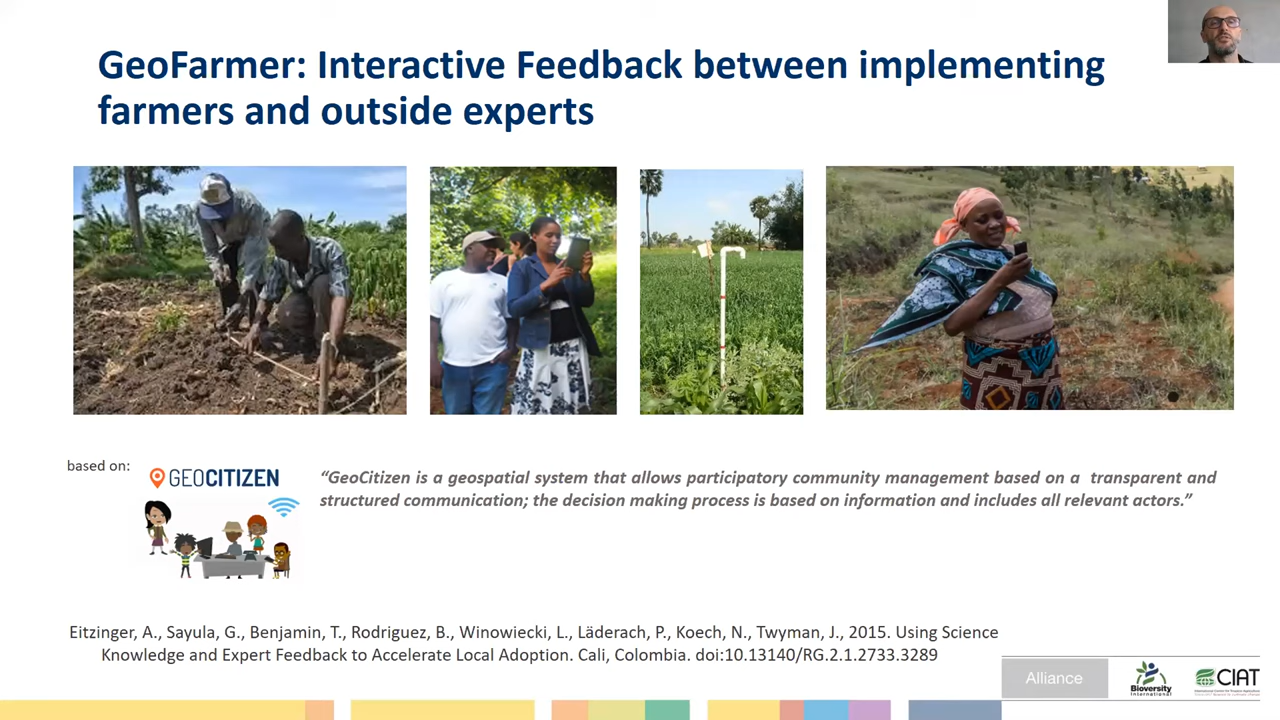 GeoFarmer: Interactive Feedback between implementing
farmers and outside experts
based on:
GEOCITIZEN
“GeoCitizen is a geospatial system that allows participatory community management based on a transparent and
structured communication; the decision making process is based on information and includes all relevant actors.”
Eitzinger, A., Sayula, G., Benjamin, T., Rodriguez, B., Winowiecki, L., Läderach, P., Koech, N., Twyman, J., 2015. Using Science
Knowledge and Expert Feedback to Accelerate Local Adoption. Cali, Colombia. doi:10.13140/RG.2.1.2733.3289
Alliance
Bioversity
International
CIAT